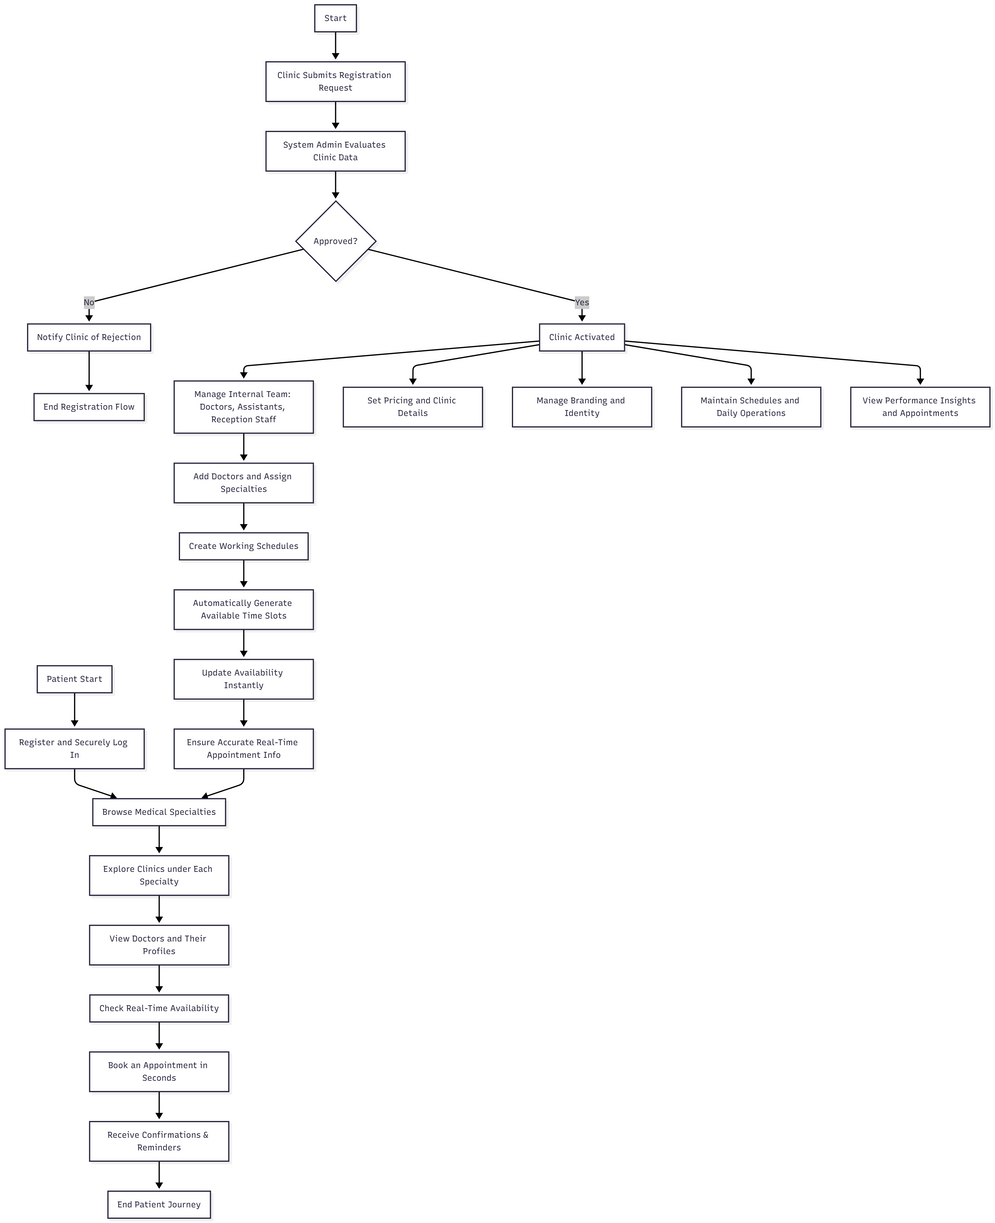 Start
Clinic Submits Registration
Request
System Admin Evaluates
Clinic Data
Approved?
No
Yes
Notify Clinic of Rejection
Clinic Activated
End Registration Flow
Manage Internal Team:
Doctors, Assistants,
Reception Staff
Set Pricing and Clinic
Details
Manage Branding and
Identity
Maintain Schedules and
Daily Operations
View Performance Insights
and Appointments
Add Doctors and Assign
Specialties
Create Working Schedules
Automatically Generate
Available Time Slots
Update Availability
Instantly
Patient Start
Register and Securely Log
In
Ensure Accurate Real-Time
Appointment Info
Browse Medical Specialties
Explore Clinics under Each
Specialty
View Doctors and Their
Profiles
Check Real-Time Availability
Book an Appointment in
Seconds
Receive Confirmations &
Reminders
End Patient Journey